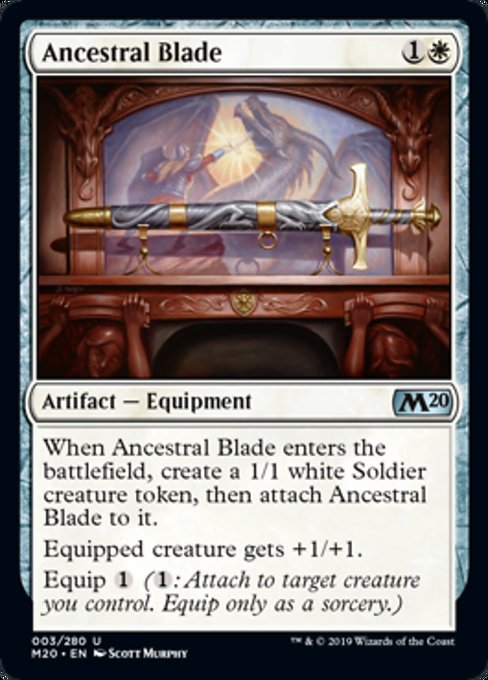 Ancestral Blade 1
Artifact — Equipment M20
When Ancestral Blade enters the
battlefield, create a 1/1 white Soldier
creature token, then attach Ancestral
Blade to it.
Equipped creature gets +1/+1.
Equip 1 (1: Attach to target creature
you control. Equip only as a sorcery.)
003/280 U
M20 • EN Scott Murphy
™ & © 2019 Wizards of the Coast